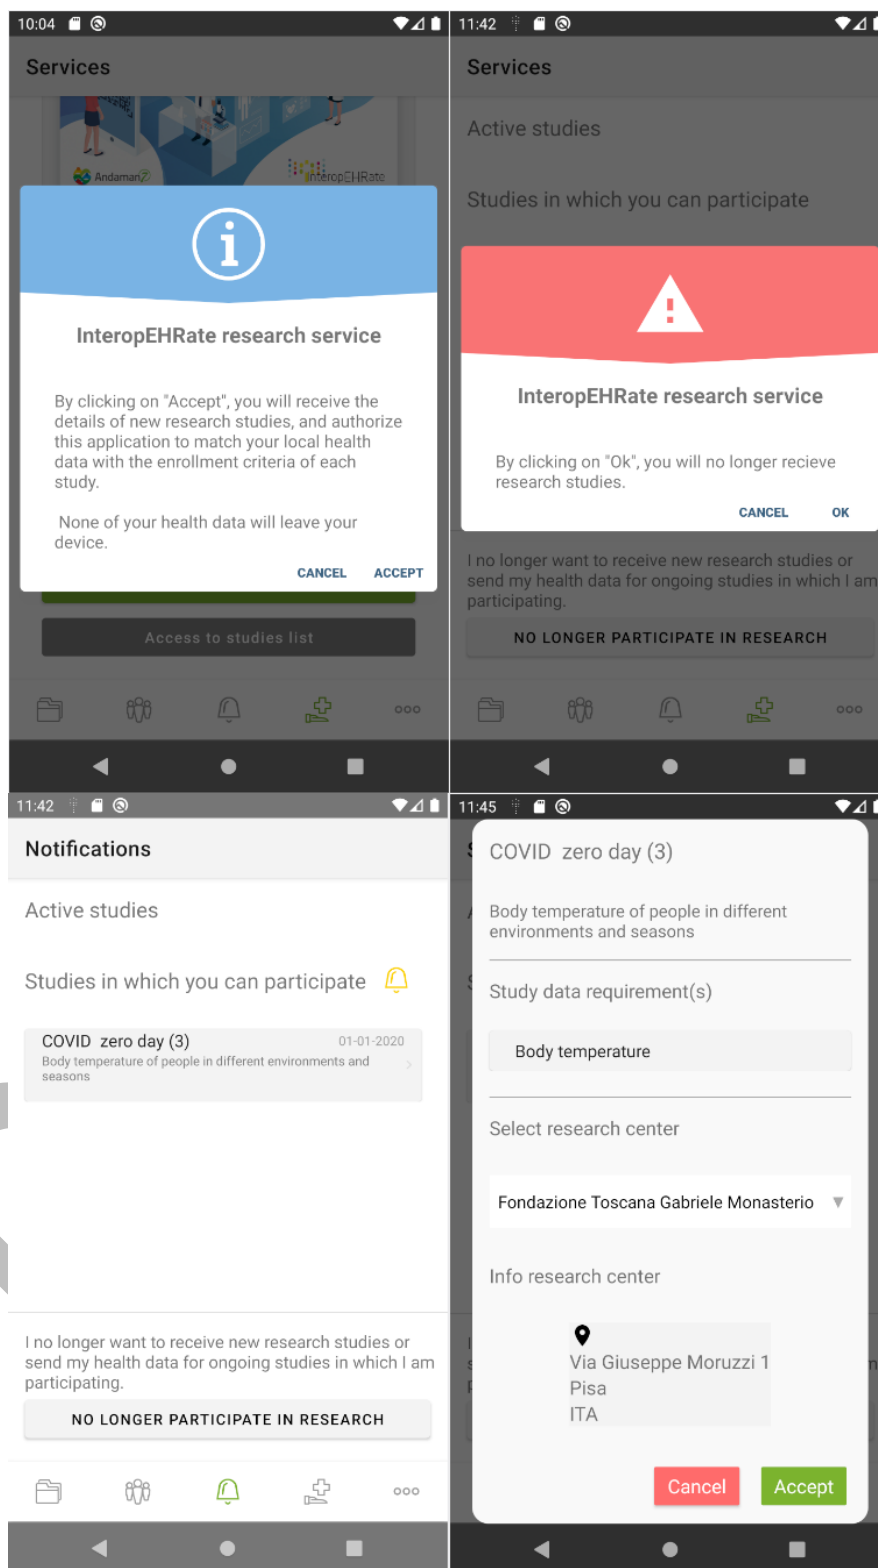 10:04
Services
Andaman7
InteropEHRate
InteropEHRate research service
By clicking on "Accept", you will receive the
details of new research studies, and authorize
this application to match your local health
data with the enrollment criteria of each
study.
None of your health data will leave your
device.
CANCEL ACCEPT
Access to studies list
11:42
Services
Active studies
Studies in which you can participate
InteropEHRate research service
By clicking on "Ok", you will no longer recieve
research studies.
CANCEL OK
I no longer want to receive new research studies or
send my health data for ongoing studies in which I am
participating.
NO LONGER PARTICIPATE IN RESEARCH
11:42
Notifications
Active studies
Studies in which you can participate
COVID zero day (3) 01-01-2020
Body temperature of people in different environments and
seasons
I no longer want to receive new research studies or
send my health data for ongoing studies in which I am
participating.
NO LONGER PARTICIPATE IN RESEARCH
11:45
COVID zero day (3)
Body temperature of people in different
environments and seasons
Study data requirement(s)
Body temperature
Select research center
Fondazione Toscana Gabriele Monasterio
Info research center
Via Giuseppe Moruzzi 1
Pisa
ITA
Cancel Accept